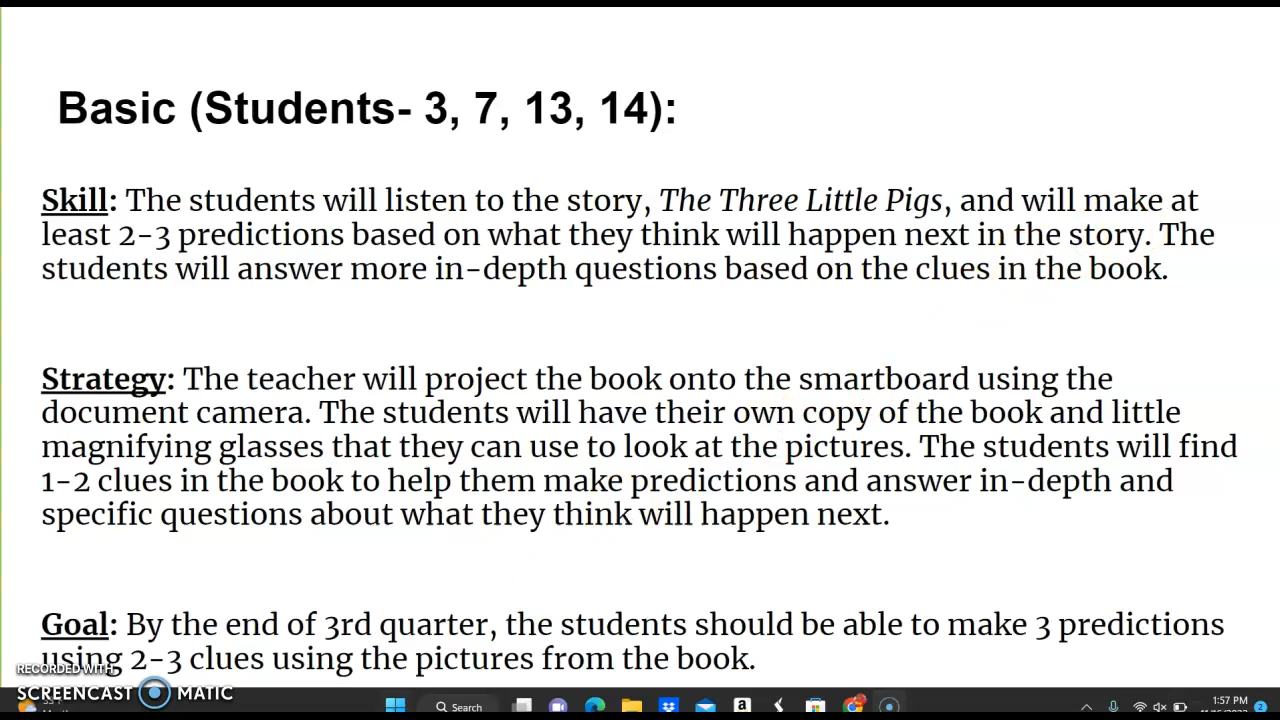 Basic (Students- 3, 7, 13, 14):
Skill: The students will listen to the story, The Three Little Pigs, and will make at
least 2-3 predictions based on what they think will happen next in the story. The
students will answer more in-depth questions based on the clues in the book.
Strategy: The teacher will project the book onto the smartboard using the
document camera. The students will have their own copy of the book and little
magnifying glasses that they can use to look at the pictures. The students will find
1-2 clues in the book to help them make predictions and answer in-depth and
specific questions about what they think will happen next.
Goal: By the end of 3rd quarter, the students should be able to make 3 predictions
using 2-3 clues using the pictures from the book.
RECORDED WITH
SCREENCAST MATIC
Search
1:57 PM